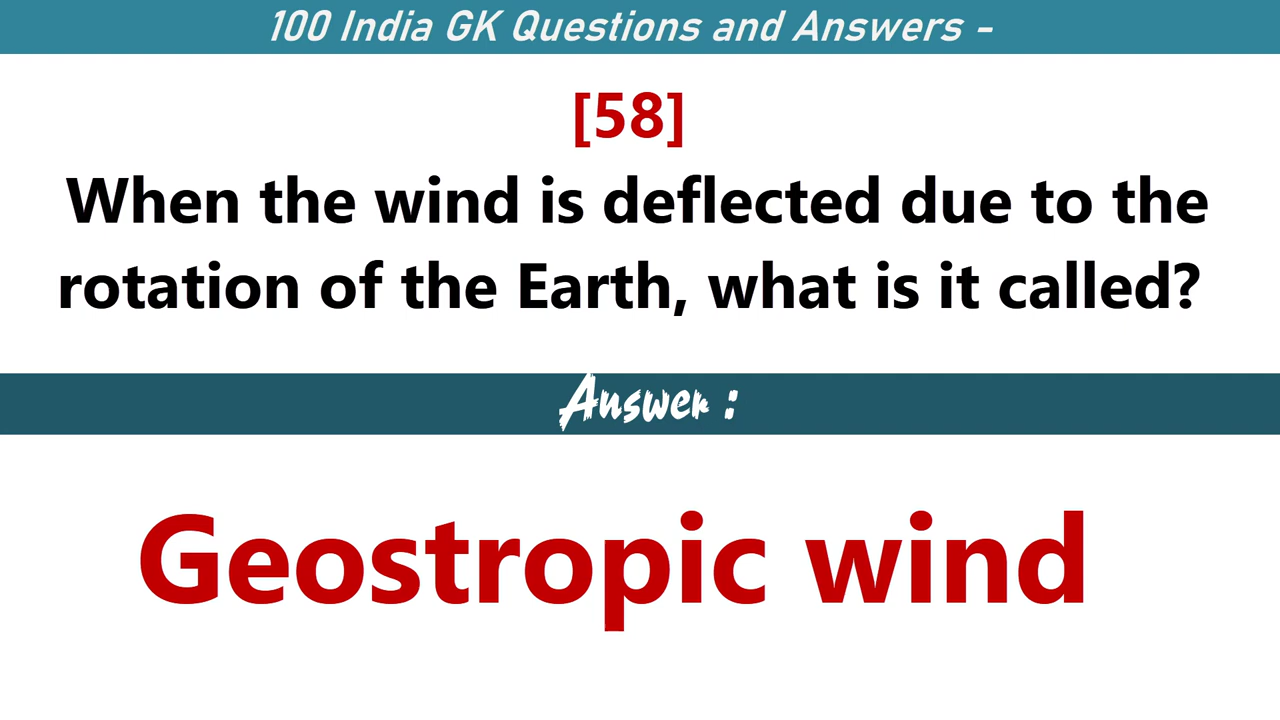 100 India GK Questions and Answers -
[58]
When the wind is deflected due to the
rotation of the Earth, what is it called?
Answer :
Geostropic wind